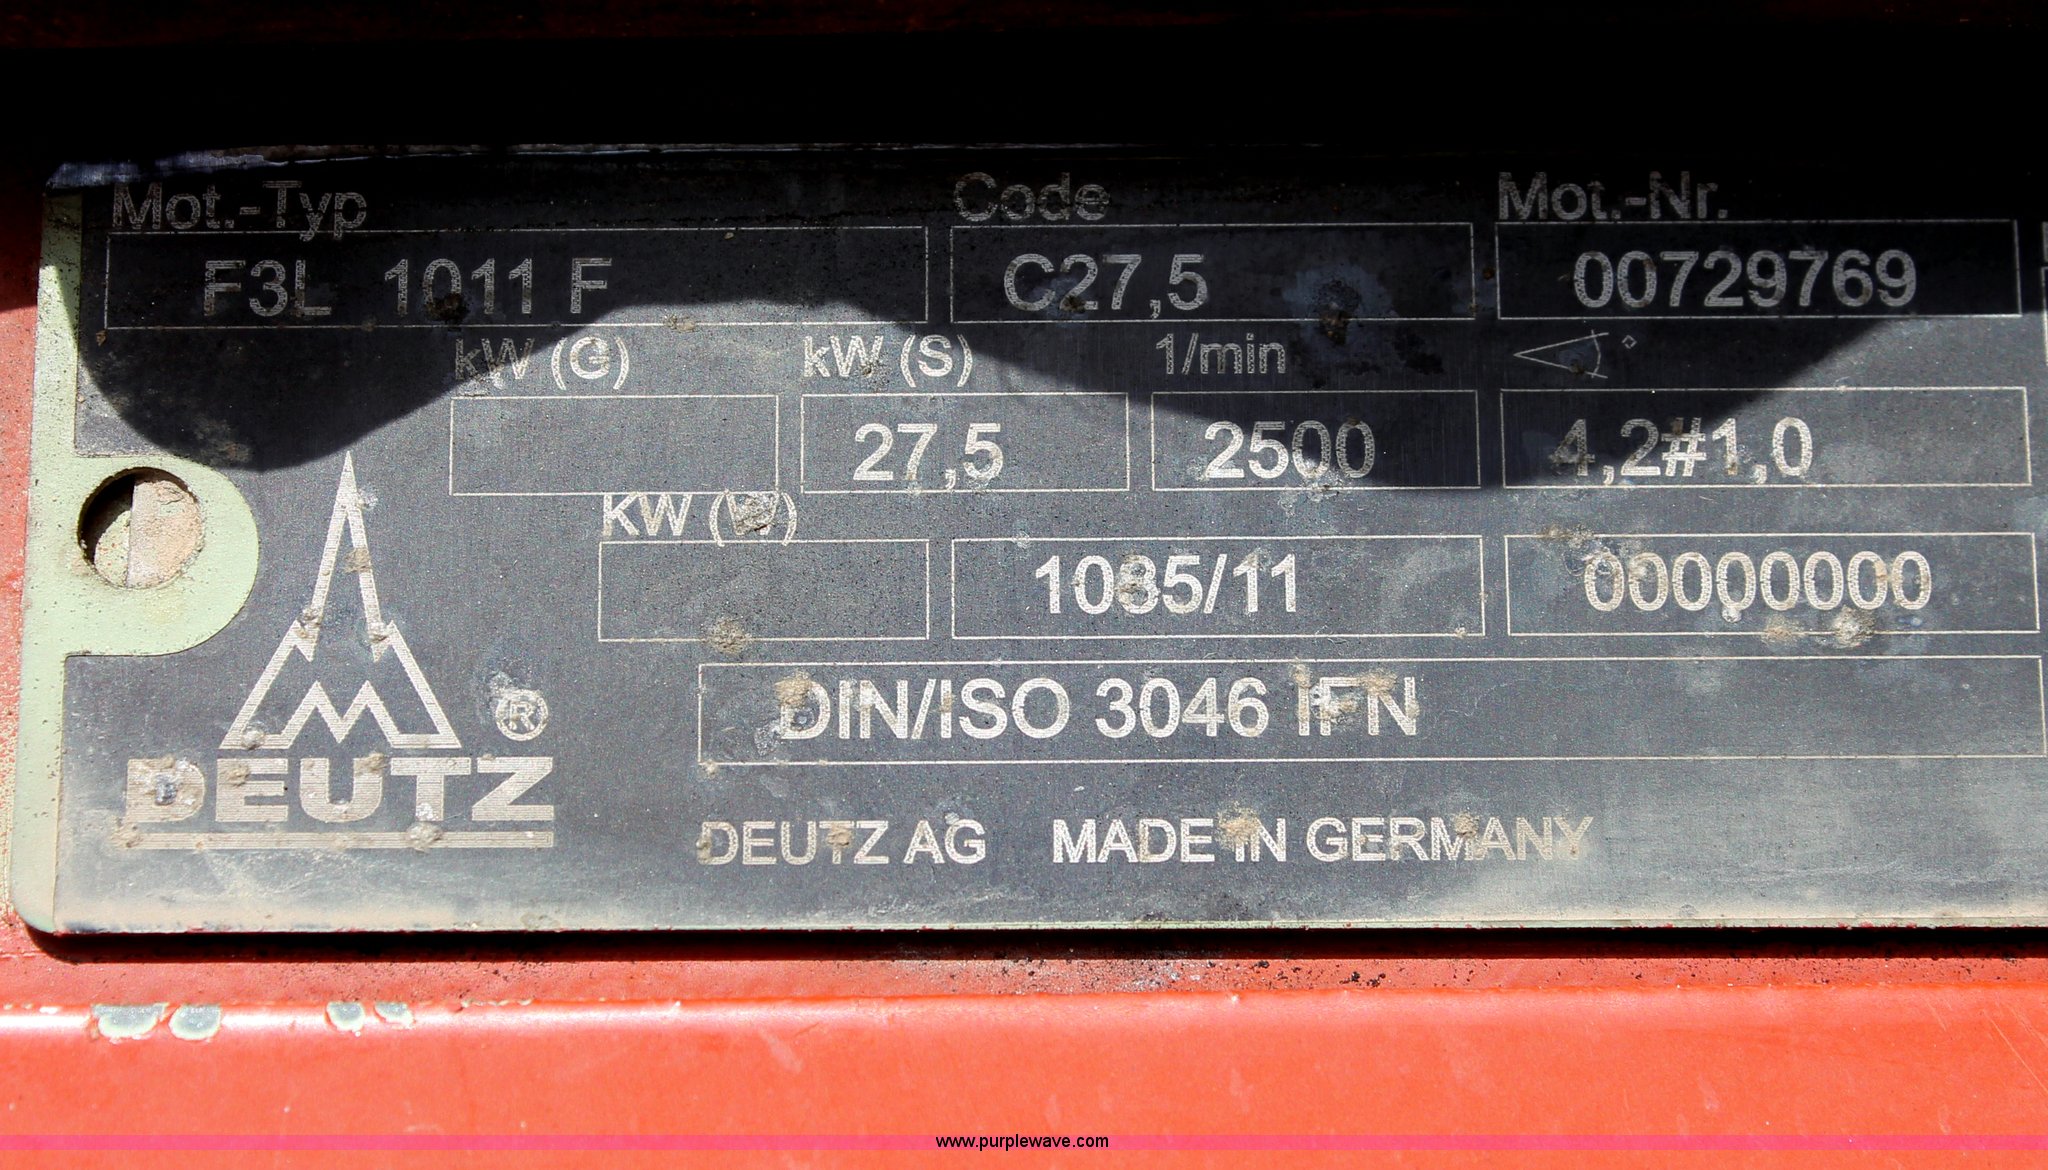 Mot.-Typ Code Mot.-Nr.
F3L 1011 F C27,5 00729769
kW (G) kW (S) 1/min °
27,5 2500 4,2#1,0
KW (V)
1085/11 00000000
DIN/ISO 3046 IFN
®
DEUTZ
DEUTZ AG MADE IN GERMANY
www.purplewave.com